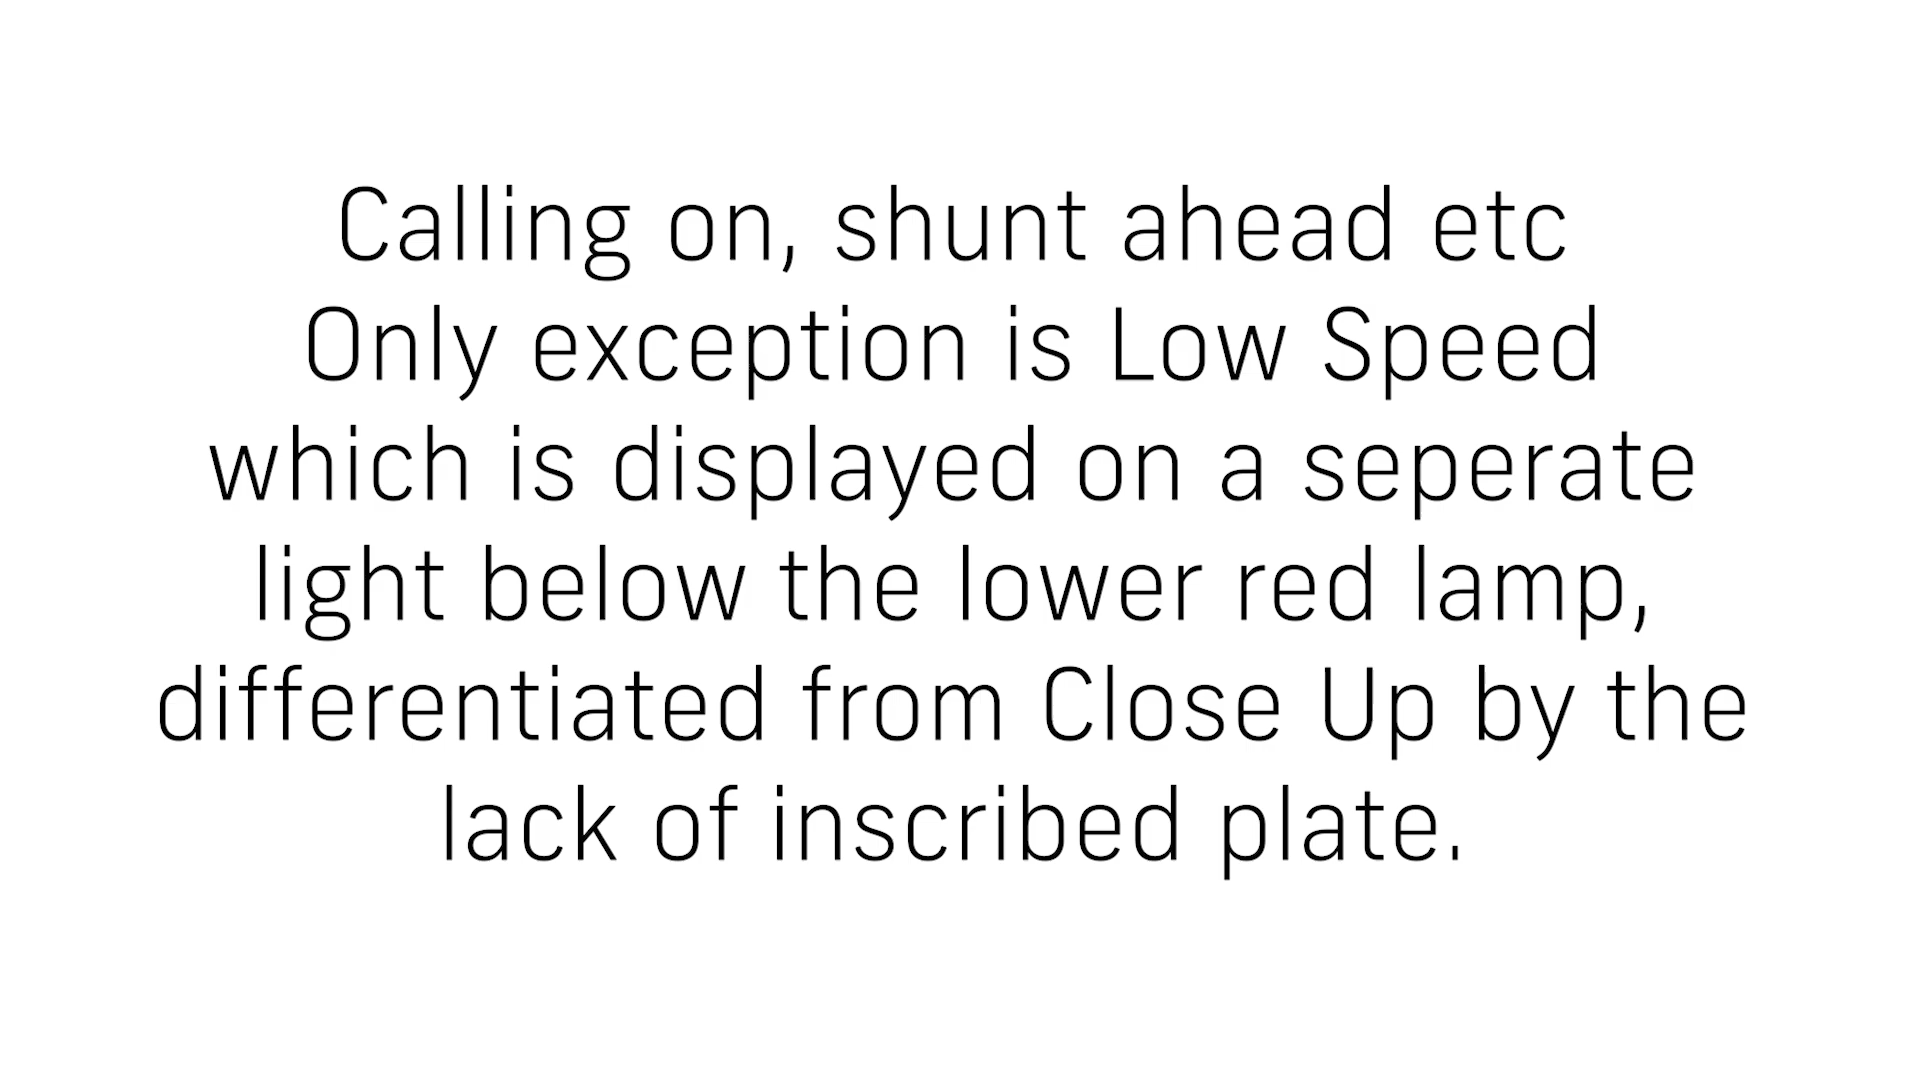 Calling on, shunt ahead etc
Only exception is Low Speed
which is displayed on a seperate
light below the lower red lamp,
differentiated from Close Up by the
lack of inscribed plate.